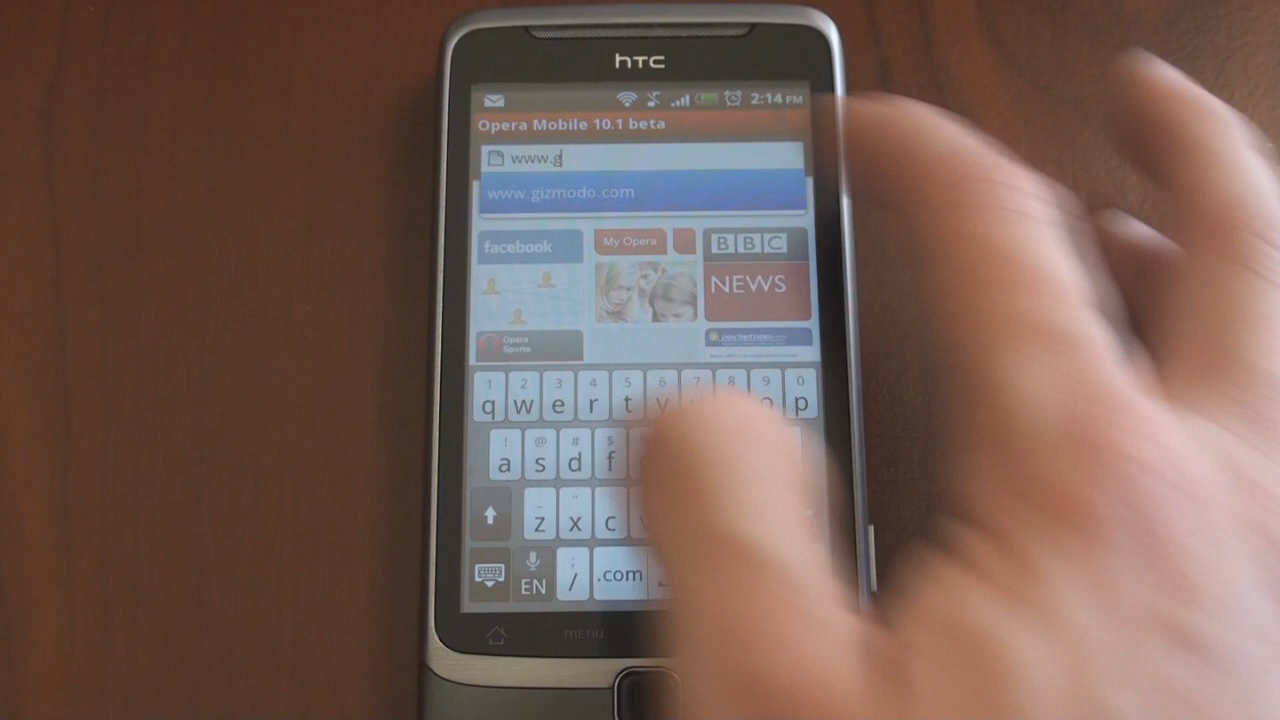 hTC
2:14 PM
Opera Mobile 10.1 beta
www.g
www.gizmodo.com
facebook
My Opera
BBC
NEWS
Opera
Sports
1 2 3 4 5 6 7 8 9 0
q w e r t y o p
! @ # $
a s d f
z x c
EN / .com
menu